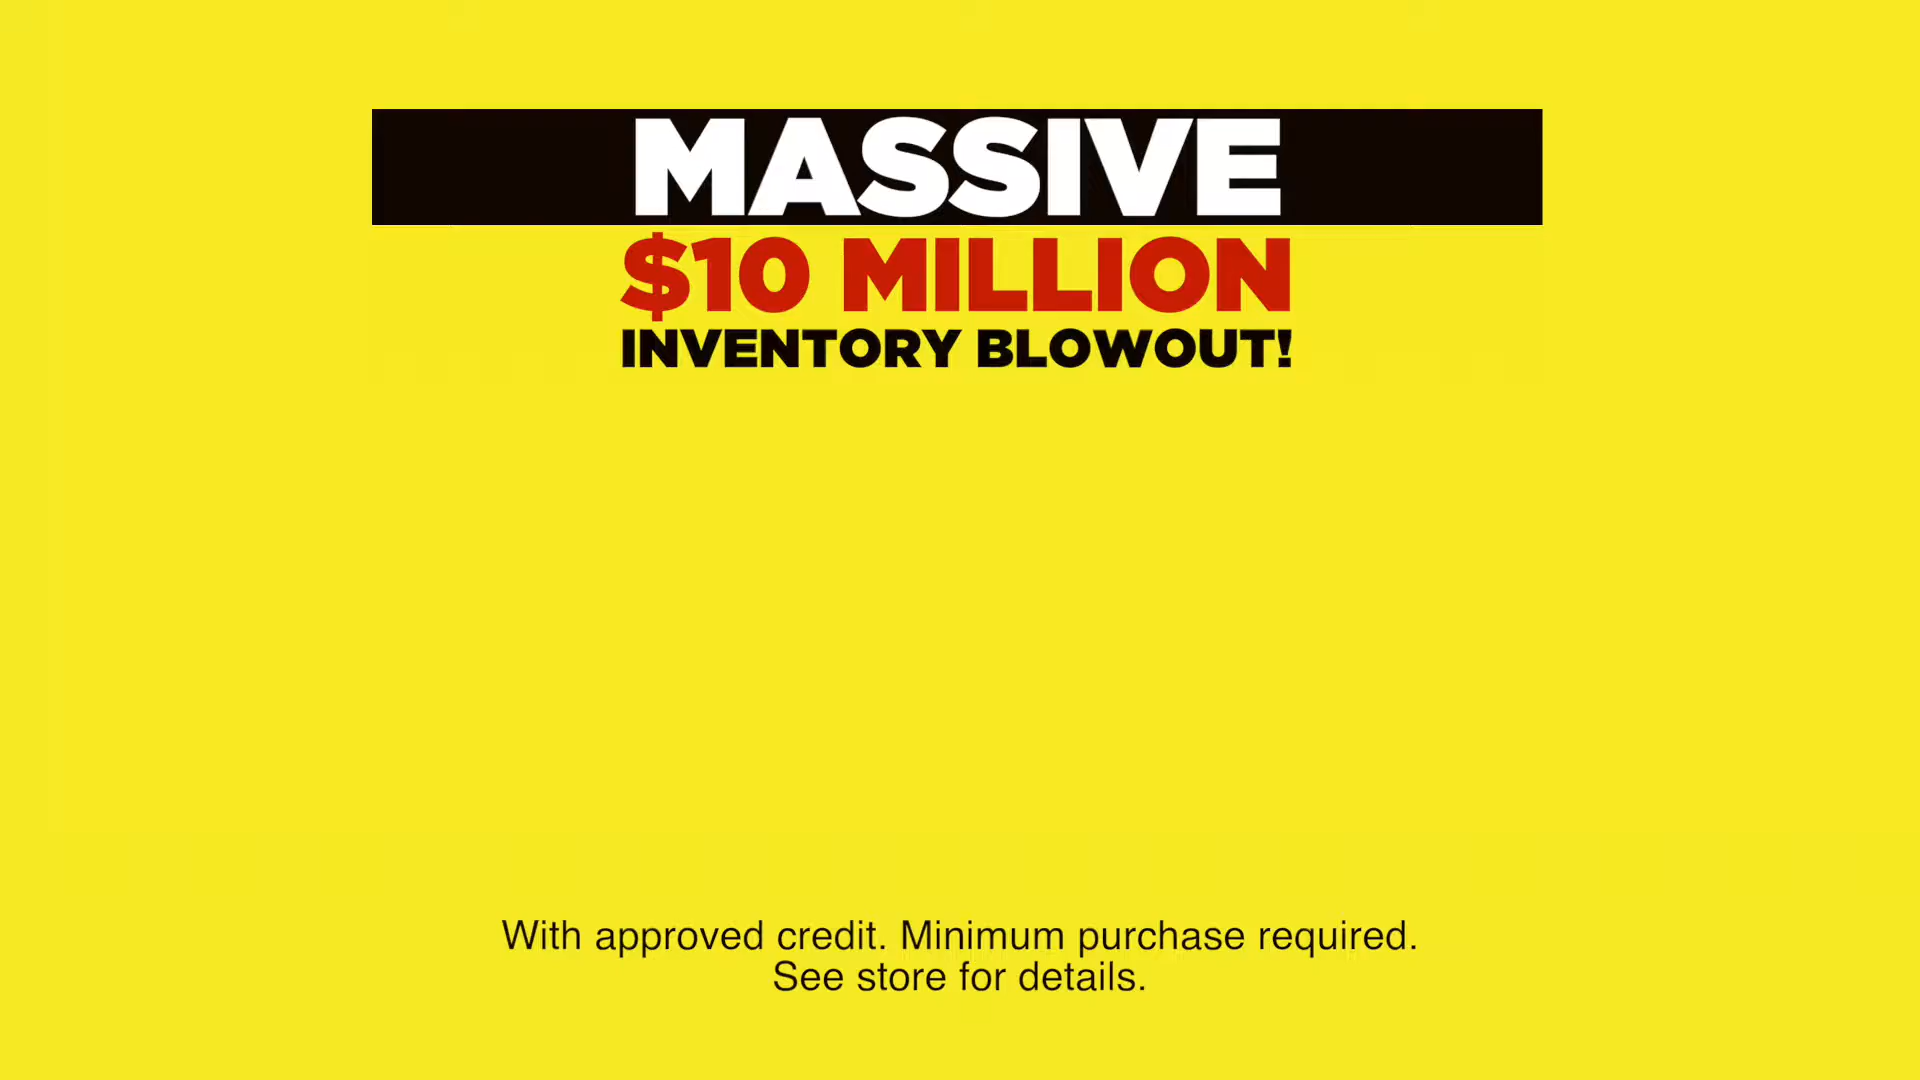 MASSIVE
$10 MILLION
INVENTORY BLOWOUT!
With approved credit. Minimum purchase required.
See store for details.